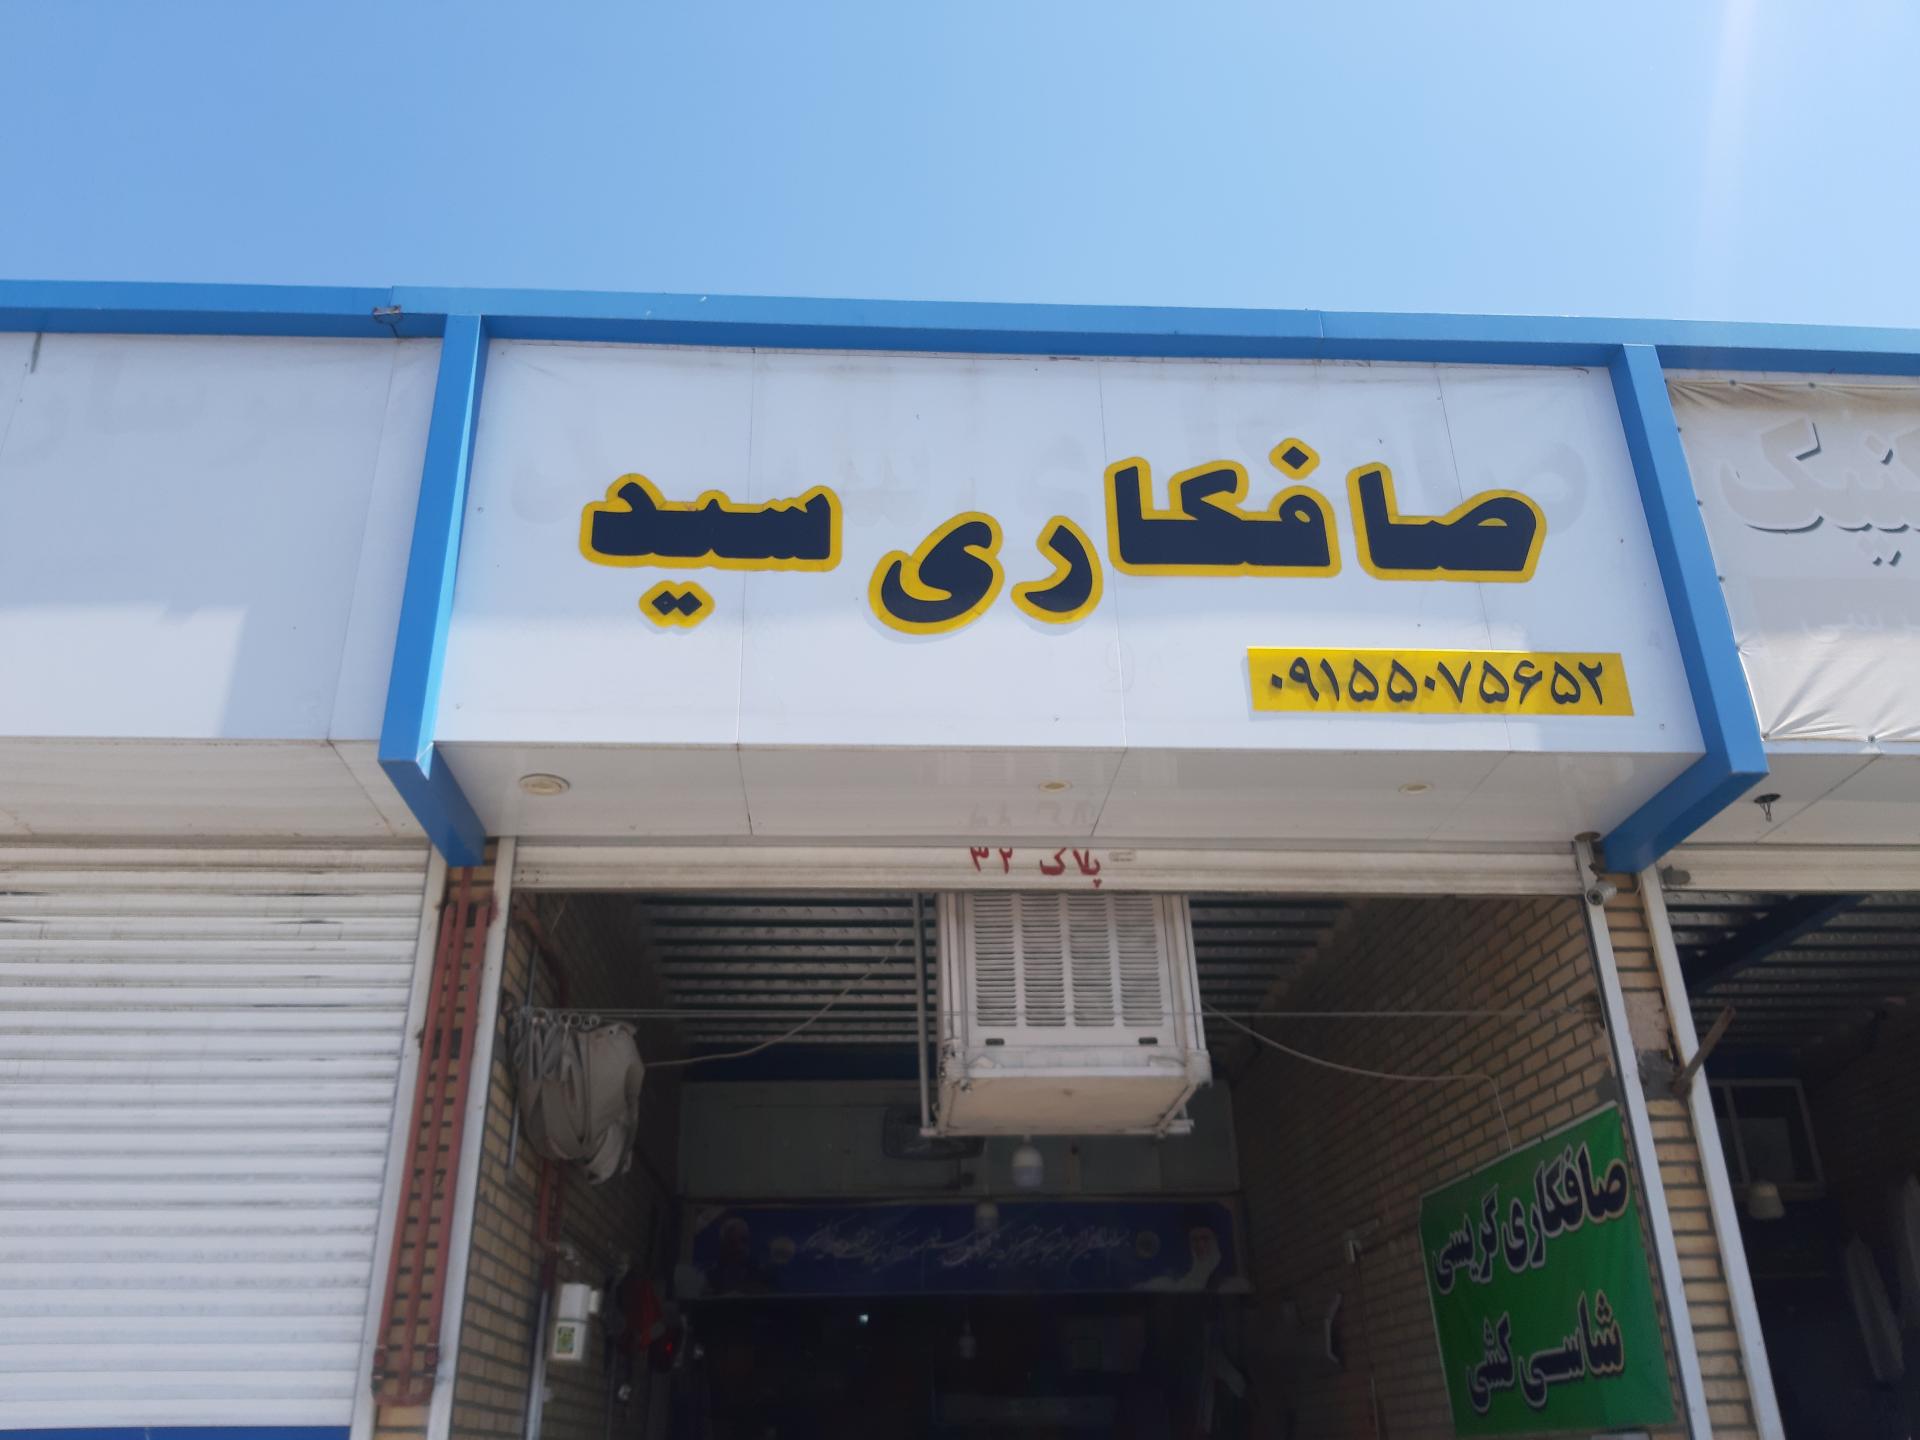 صافکاری سید
۰۹۱۵۵۰۷۵۶۵۲
پلاک ۳۲
صافکاری گریسی
شاسی کشی